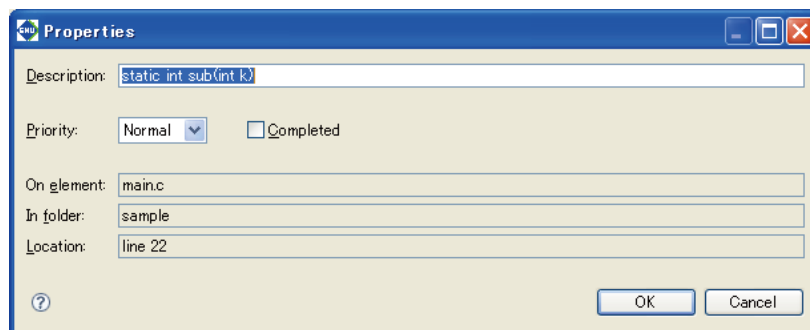 GNU Properties
Description: static int sub(int k)
Priority: Normal Completed
On element: main.c
In folder: sample
Location: line 22
? OK Cancel